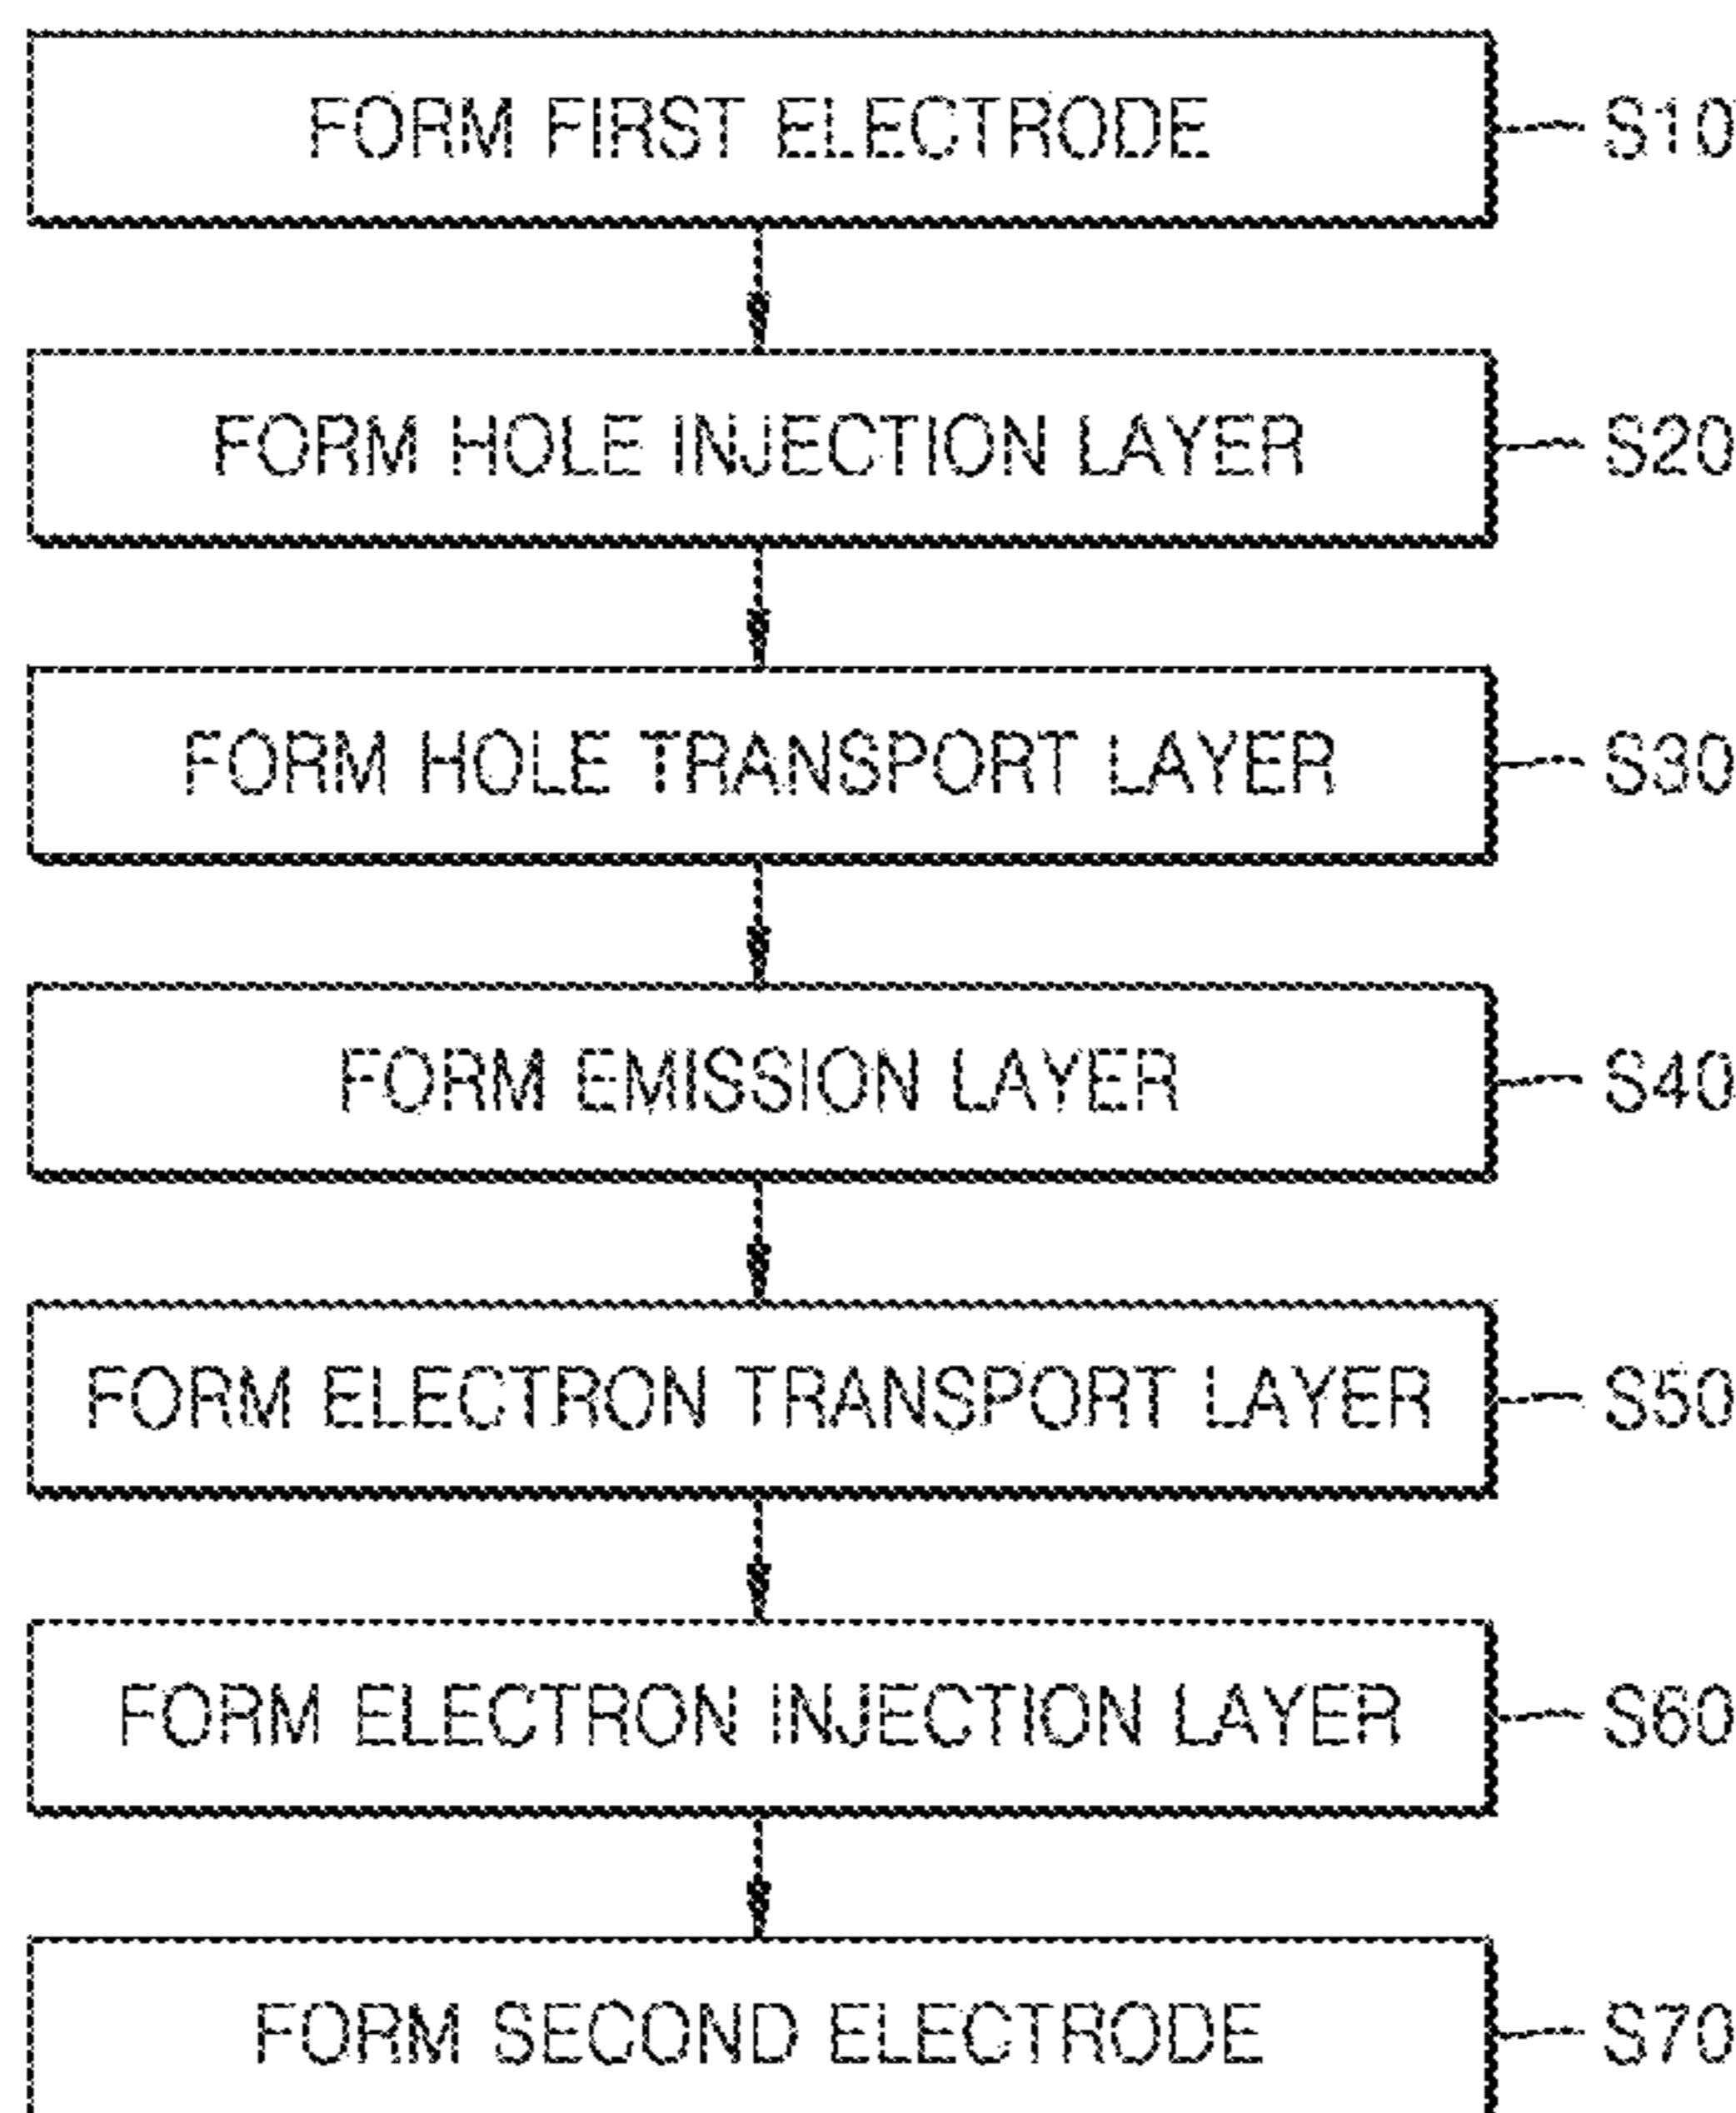 FORM FIRST ELECTRODE S10
FORM HOLE INJECTION LAYER S20
FORM HOLE TRANSPORT LAYER S30
FORM EMISSION LAYER S40
FORM ELECTRON TRANSPORT LAYER S50
FORM ELECTRON INJECTION LAYER S60
FORM SECOND ELECTRODE S70